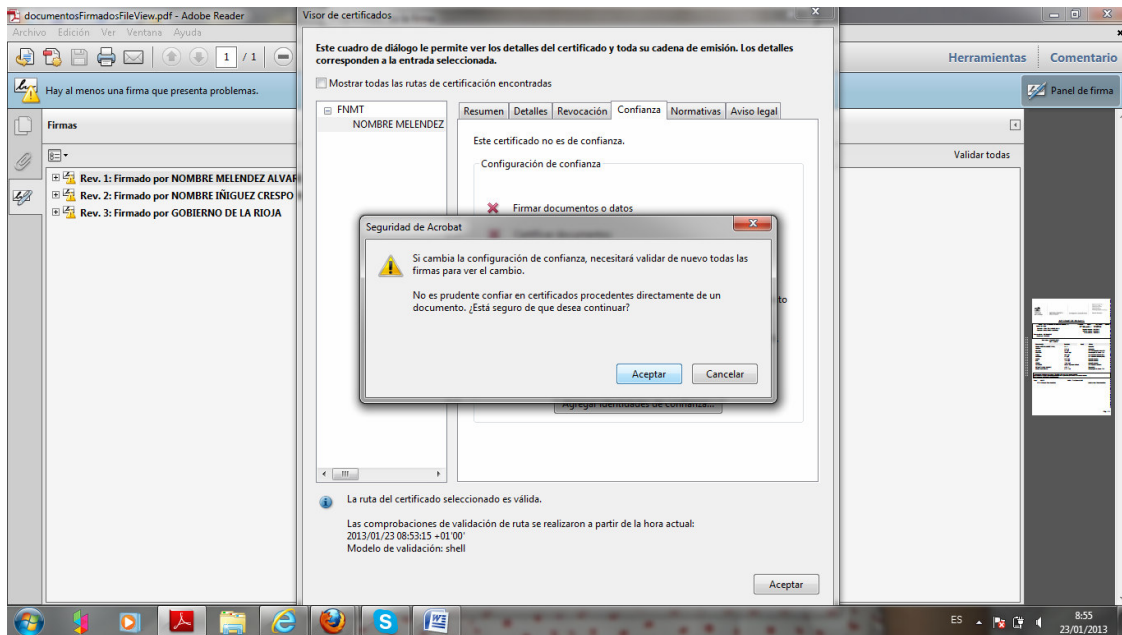 documentosFirmadosFileView.pdf - Adobe Reader
Archivo Edición Ver Ventana Ayuda
1 / 1
Herramientas Comentario
Hay al menos una firma que presenta problemas.
Panel de firma
Firmas
Validar todas
Rev. 1: Firmado por NOMBRE MELENDEZ
Rev. 2: Firmado por NOMBRE IÑIGUEZ CRESPO
Rev. 3: Firmado por GOBIERNO DE LA RIOJA
Visor de certificados
Este cuadro de diálogo le permite ver los detalles del certificado y toda su cadena de emisión. Los detalles
corresponden a la entrada seleccionada.
Mostrar todas las rutas de certificación encontradas
FNMT
NOMBRE MELENDEZ
Resumen Detalles Revocación Confianza Normativas Aviso legal
Este certificado no es de confianza.
Configuración de confianza
Firmar documentos o datos
Seguridad de Acrobat
Si cambia la configuración de confianza, necesitará validar de nuevo todas las
firmas para ver el cambio.
No es prudente confiar en certificados procedentes directamente de un
documento. ¿Está seguro de que desea continuar?
Aceptar Cancelar
La ruta del certificado seleccionado es válida.
Las comprobaciones de validación de ruta se realizaron a partir de la hora actual:
2013/01/23 08:53:15 +01'00'
Modelo de validación: shell
Aceptar
ES
8:55
23/01/2013